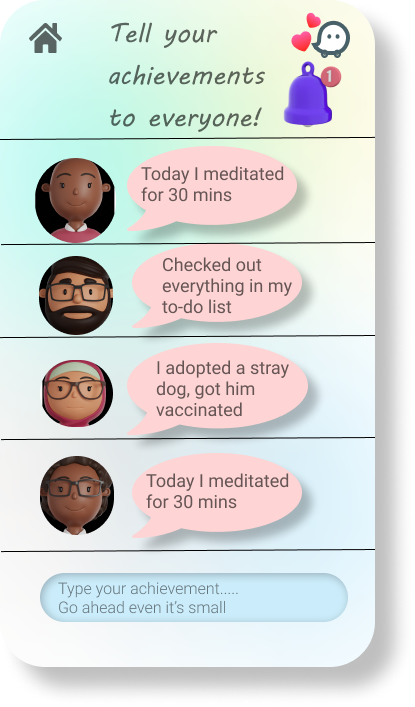 Tell your
achievements
to everyone!
1
Today I meditated
for 30 mins
Checked out
everything in my
to-do list
I adopted a stray
dog, got him
vaccinated
Today I meditated
for 30 mins
Type your achievement.....
Go ahead even it's small